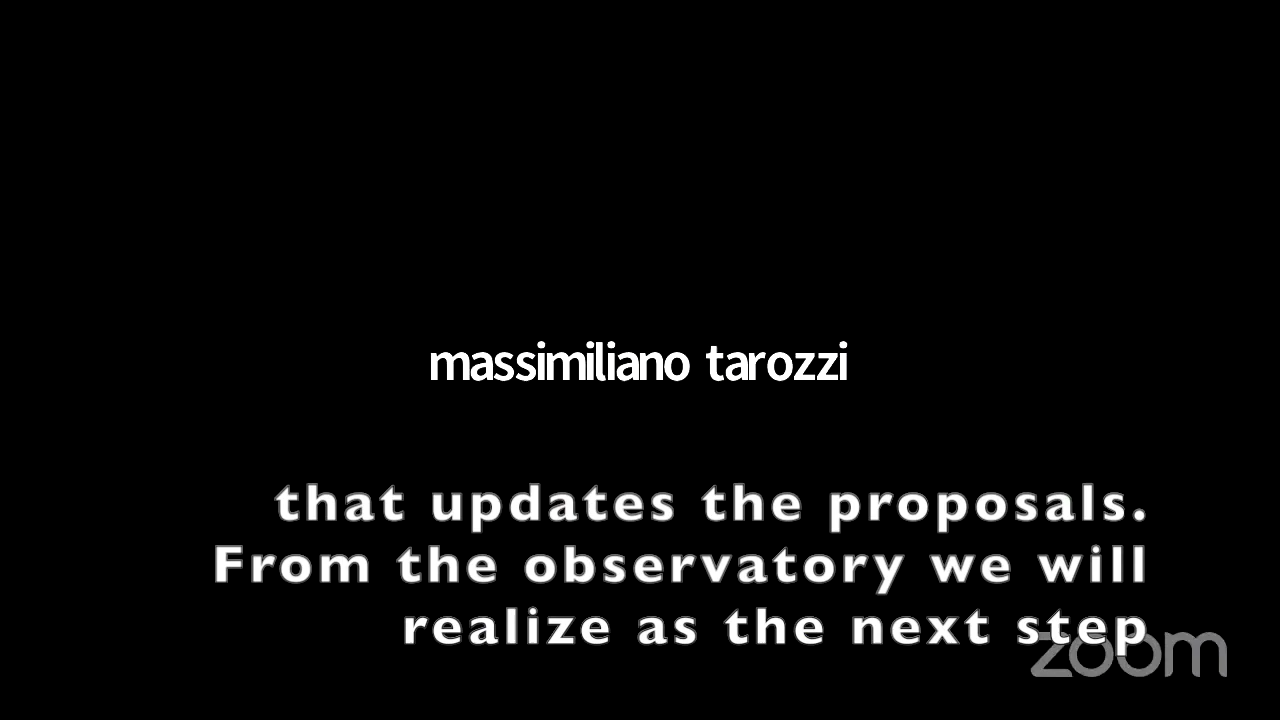 massimiliano tarozzi
that updates the proposals.
From the observatory we will
realize as the next step
zoom